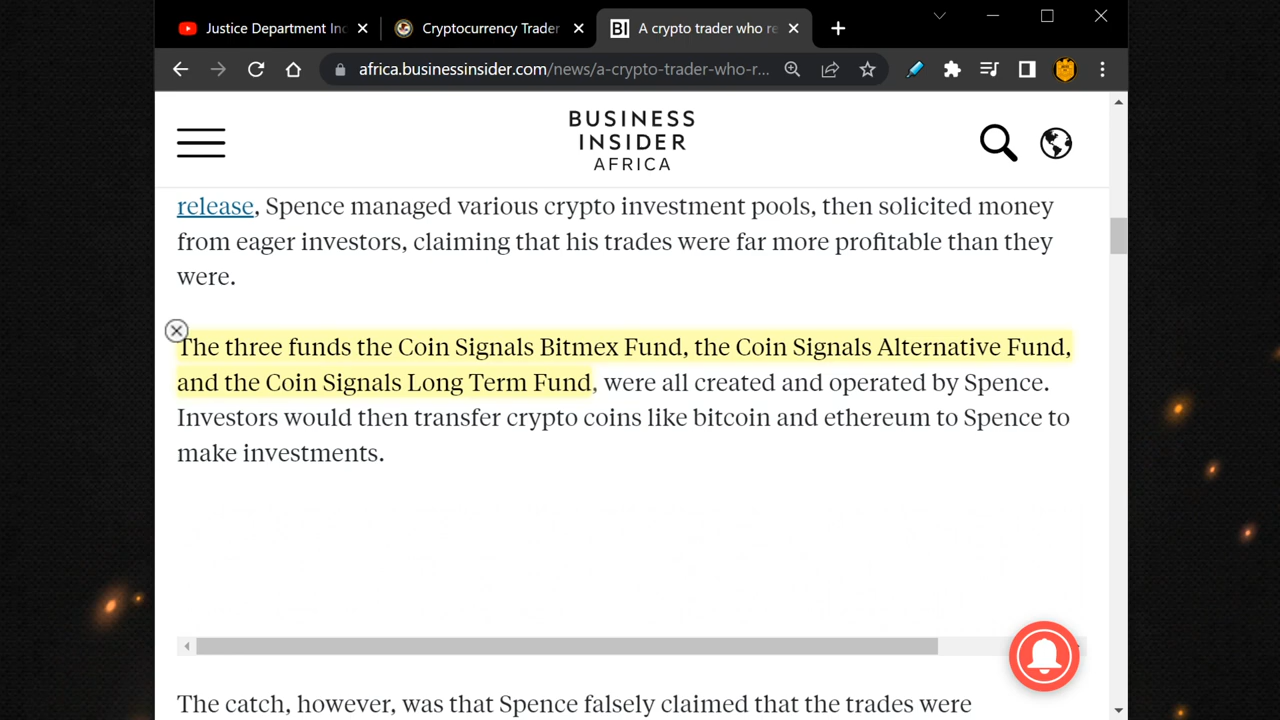 Justice Department Inc
Cryptocurrency Trader
BI
A crypto trader who re
africa.businessinsider.com/news/a-crypto-trader-who-r...
BUSINESS
INSIDER
AFRICA
release, Spence managed various crypto investment pools, then solicited money
from eager investors, claiming that his trades were far more profitable than they
were.
The three funds the Coin Signals Bitmex Fund, the Coin Signals Alternative Fund,
and the Coin Signals Long Term Fund, were all created and operated by Spence.
Investors would then transfer crypto coins like bitcoin and ethereum to Spence to
make investments.
The catch, however, was that Spence falsely claimed that the trades were